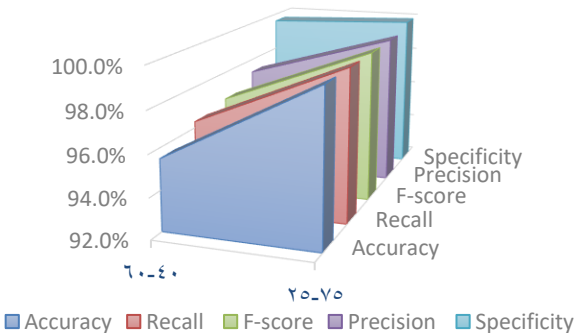 100.0%
98.0%
96.0%
94.0%
92.0%
Specificity
Precision
F-score
Recall
Accuracy
٦٠-٤٠
٢٥-٧٥
Accuracy Recall F-score Precision Specificity